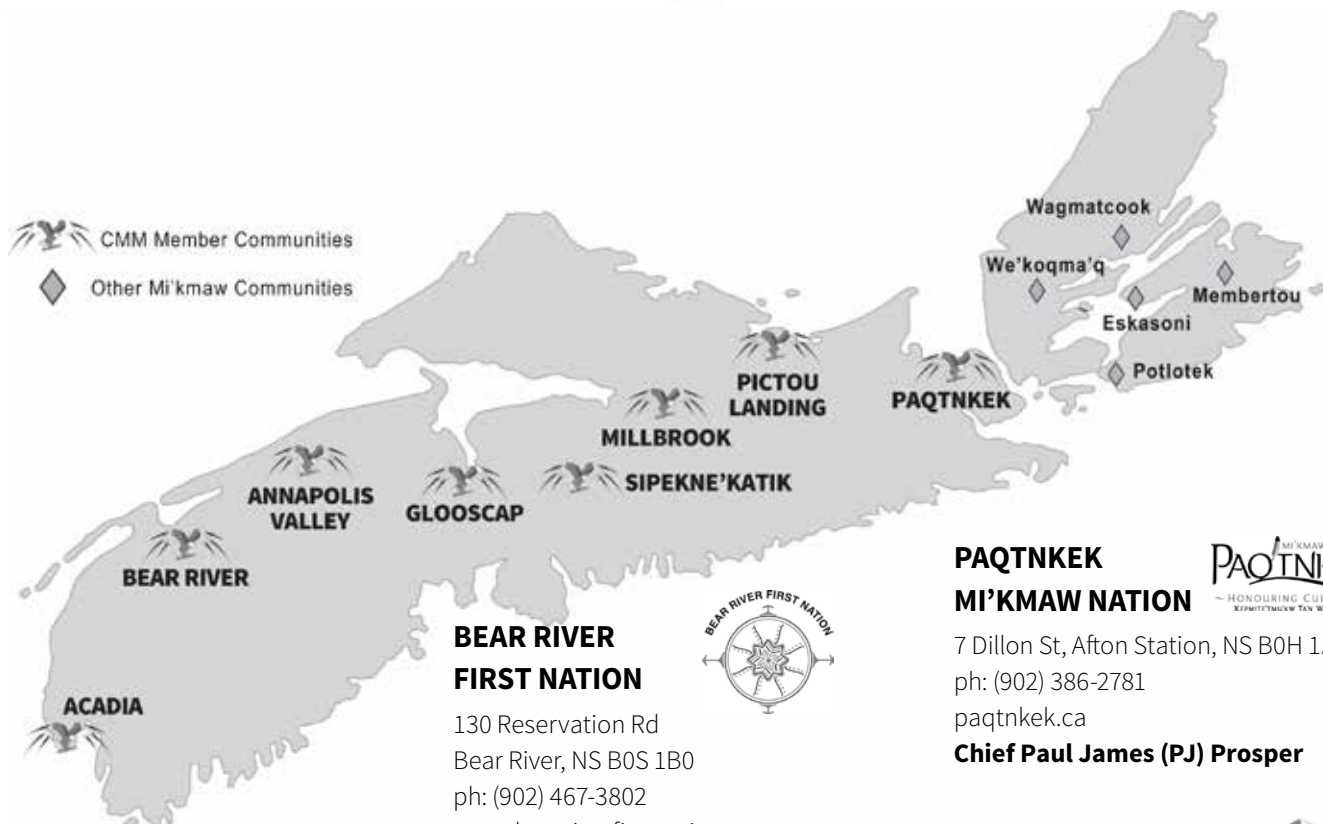 CMM Member Communities
Other Mi'kmaw Communities
Wagmatcook
We'koqma'q
Membertou
Eskasoni
Potlotek
PICTOU
LANDING
PAQTNKEK
MILLBROOK
SIPEKNE'KATIK
ANNAPOLIS
VALLEY
GLOOSCAP
BEAR RIVER
ACADIA
BEAR RIVER
FIRST NATION
BEAR RIVER FIRST NATION
130 Reservation Rd
Bear River, NS B0S 1B0
ph: (902) 467-3802
PAQTNKEK
MI'KMAW NATION
MI'KMAW
~ HONOURING
7 Dillon St, Afton Station, NS B0H
ph: (902) 386-2781
paqtnkek.ca
Chief Paul James (PJ) Prosper